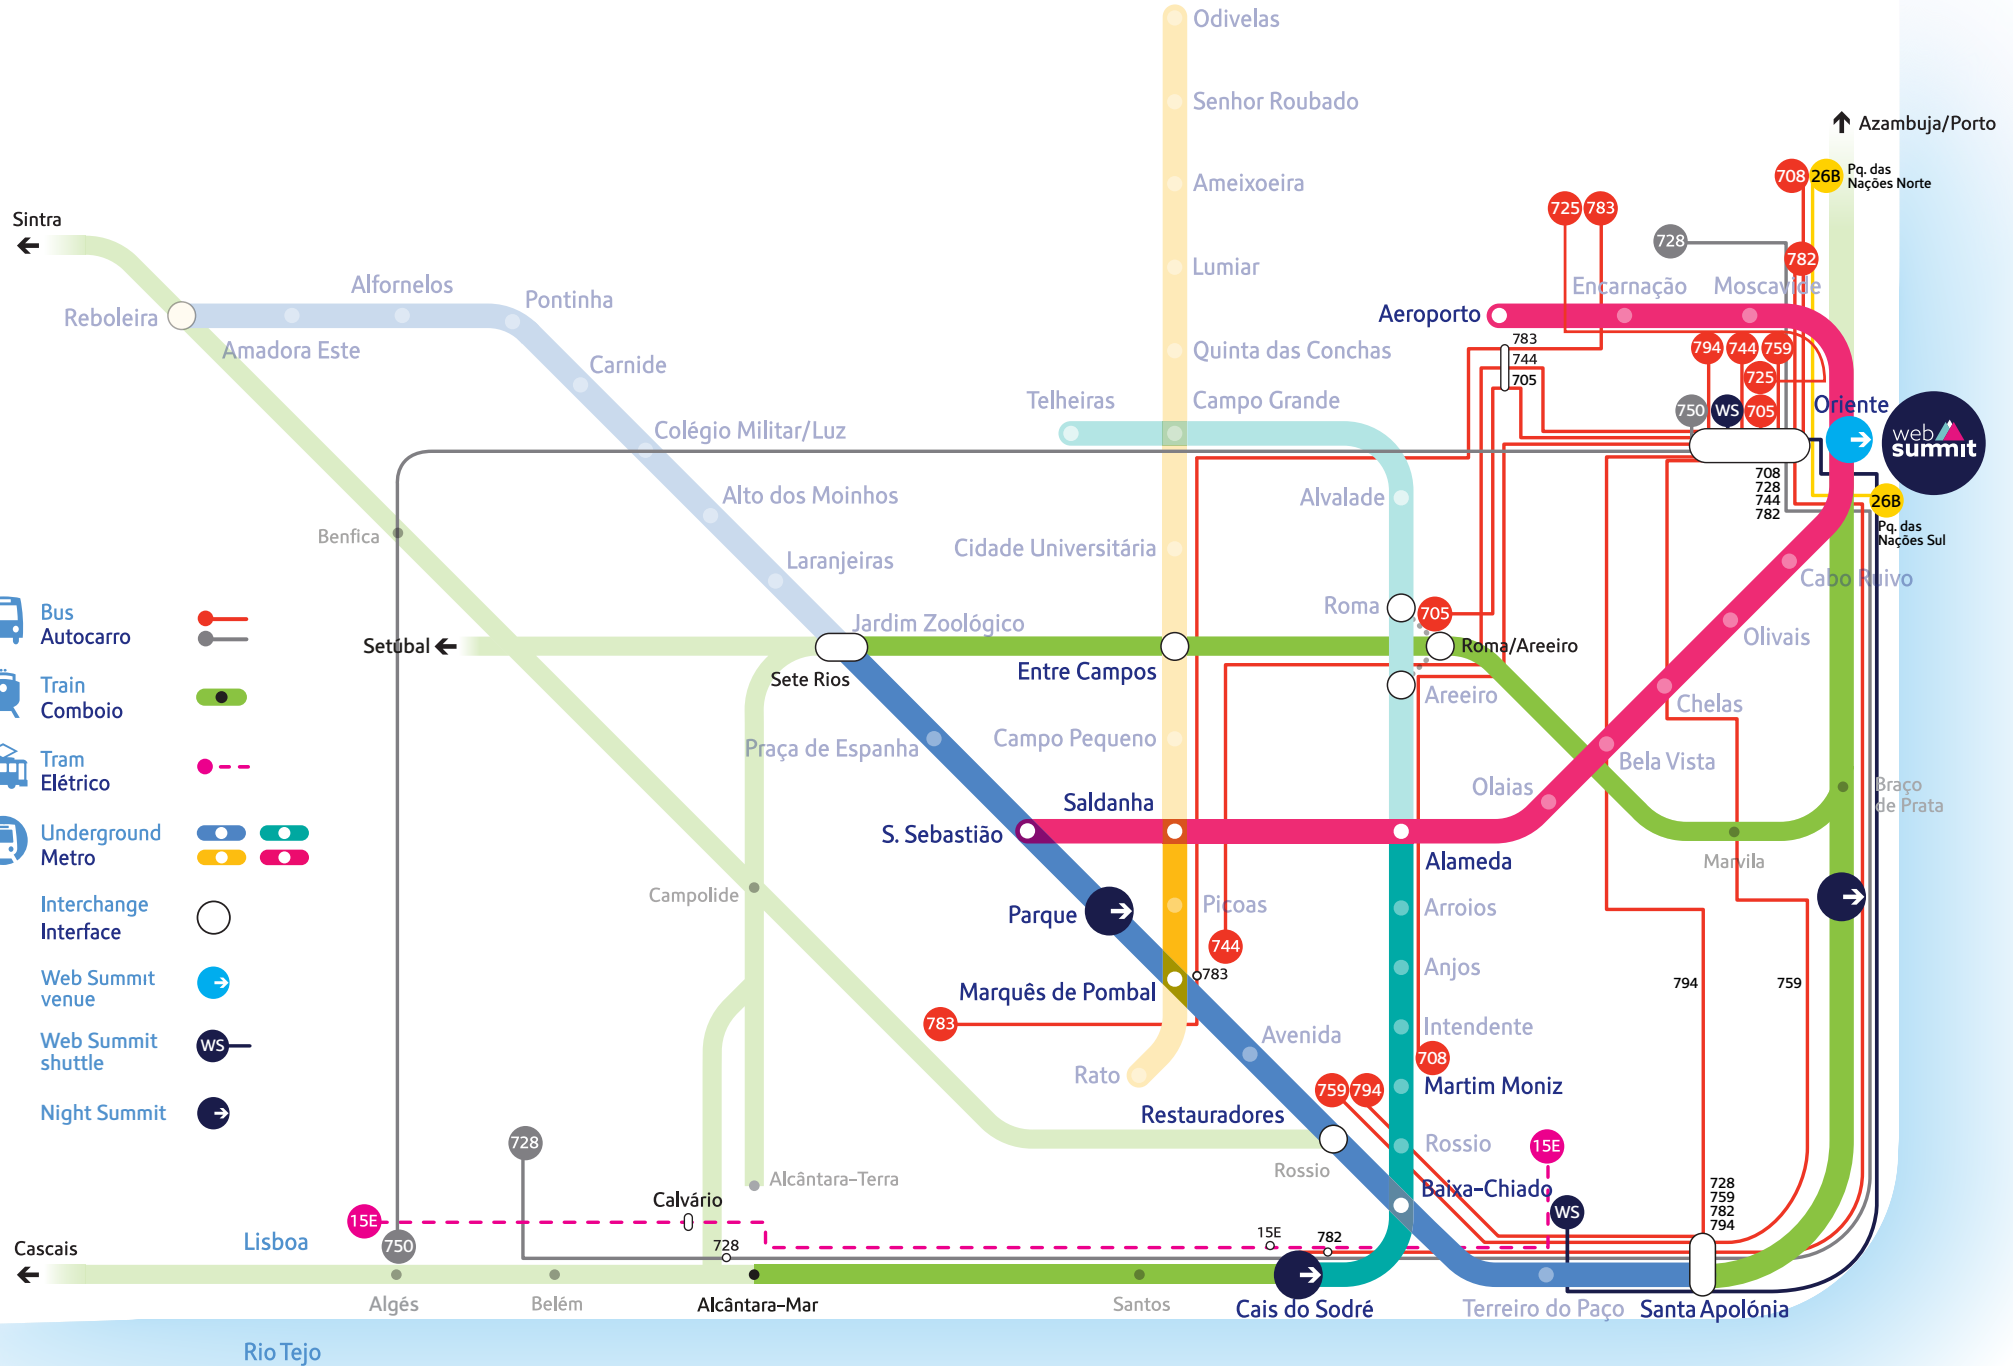 Odivelas
Senhor Roubado
Azambuja/Porto
708
26B
Pq. das
Nações Norte
Ameixoeira
725
783
Sintra
728
782
Lumiar
Alfornelos
Pontinha
Encarnação
Moscavide
Reboleira
Aeroporto
Amadora Este
Quinta das Conchas
783
744
705
794
744
759
Carnide
725
Telheiras
Campo Grande
750
WS
705
Oriente
Colégio Militar/Luz
web
summit
708
728
744
782
Alto dos Moinhos
Alvalade
26B
Pq. das
Nações Sul
Benfica
Cidade Universitária
Laranjeiras
Cabo Ruivo
Bus
Autocarro
Roma
705
Jardim Zoológico
Olivais
Setúbal
Roma/Areeiro
Entre Campos
Sete Rios
Train
Comboio
Areeiro
Chelas
Praça de Espanha
Campo Pequeno
Bela Vista
Tram
Elétrico
Olaias
Braço
de Prata
Saldanha
S. Sebastião
Underground
Metro
Alameda
Marvila
Campolide
Interchange
Interface
Parque
Picoas
Arroios
744
Anjos
Web Summit
venue
783
794
759
Marquês de Pombal
783
Intendente
Avenida
Web Summit
shuttle
WS
708
Rato
759
794
Martim Moniz
Night Summit
Restauradores
728
Rossio
15E
Rossio
Alcântara-Terra
Baixa-Chiado
728
759
782
794
Calvário
WS
15E
Lisboa
750
728
15E
782
Cascais
Algés
Belém
Alcântara-Mar
Santos
Cais do Sodré
Terreiro do Paço
Santa Apolónia
Rio Tejo